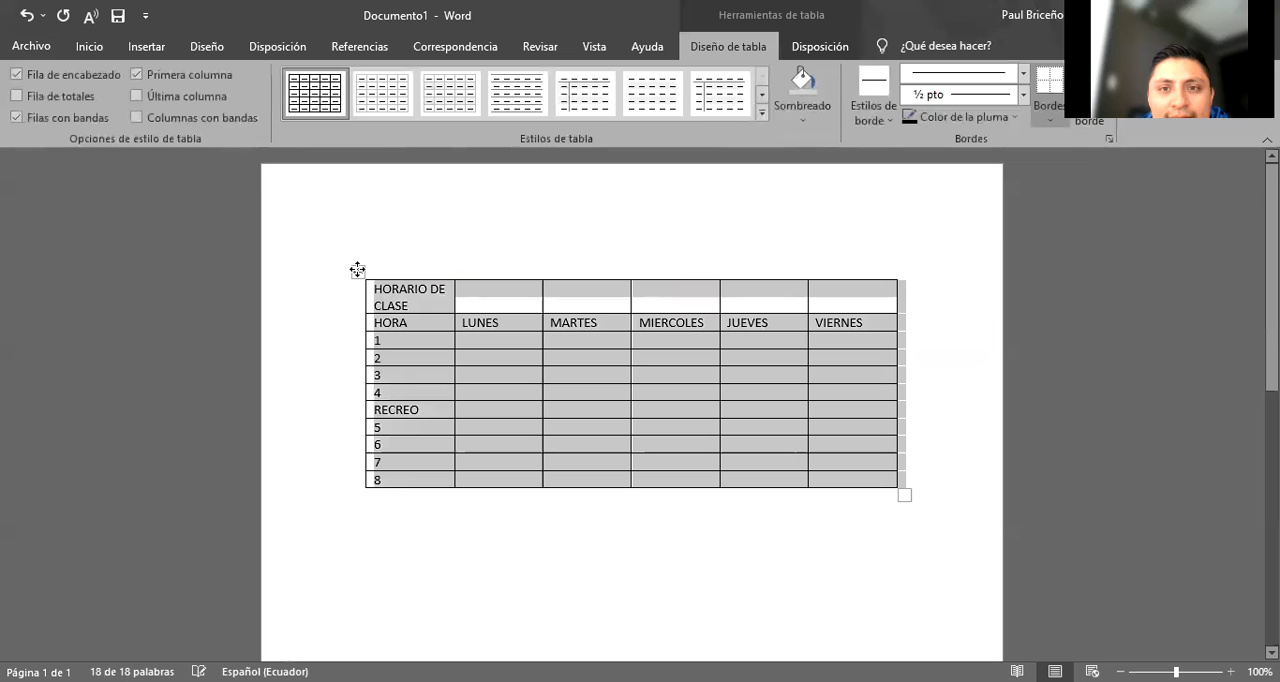 Documento1 - Word
Herramientas de tabla
Paul Briceño
Archivo
Inicio
Insertar
Diseño
Disposición
Referencias
Correspondencia
Revisar
Vista
Ayuda
Diseño de tabla
Disposición
¿Qué desea hacer?
Fila de encabezado
Primera columna
Fila de totales
Última columna
Filas con bandas
Columnas con bandas
Opciones de estilo de tabla
Estilos de tabla
Sombreado
Estilos de
borde
½ pto
Color de la pluma
Bordes
borde
Bordes
HORARIO DE
CLASE
HORA LUNES MARTES MIERCOLES JUEVES VIERNES
1
2
3
4
RECREO
5
6
7
8
Página 1 de 1
18 de 18 palabras
Español (Ecuador)
100%